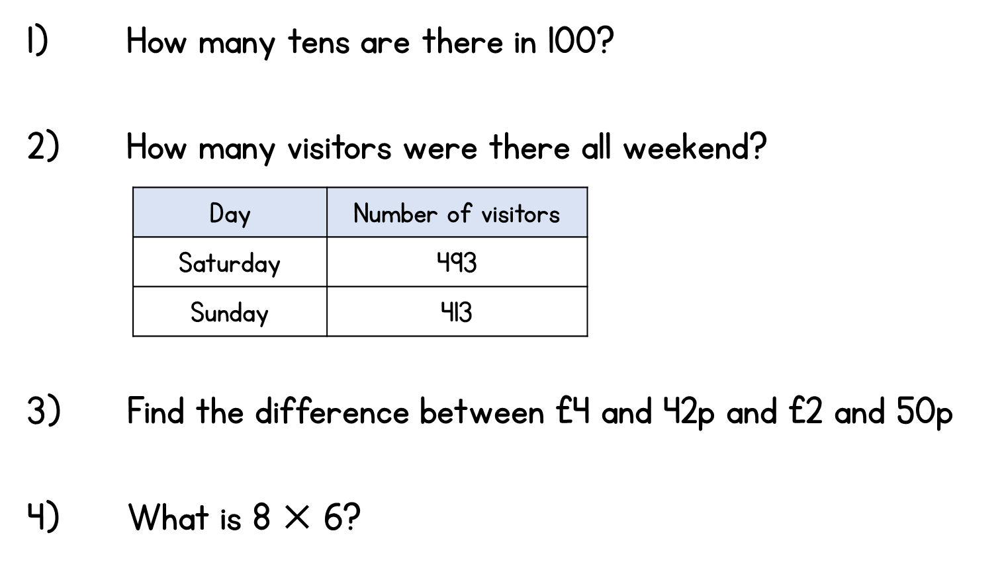 1) How many tens are there in 100?
2) How many visitors were there all weekend?
Day Number of visitors
Saturday 493
Sunday 413
3) Find the difference between £4 and 42p and £2 and 50p
4) What is 8 × 6?